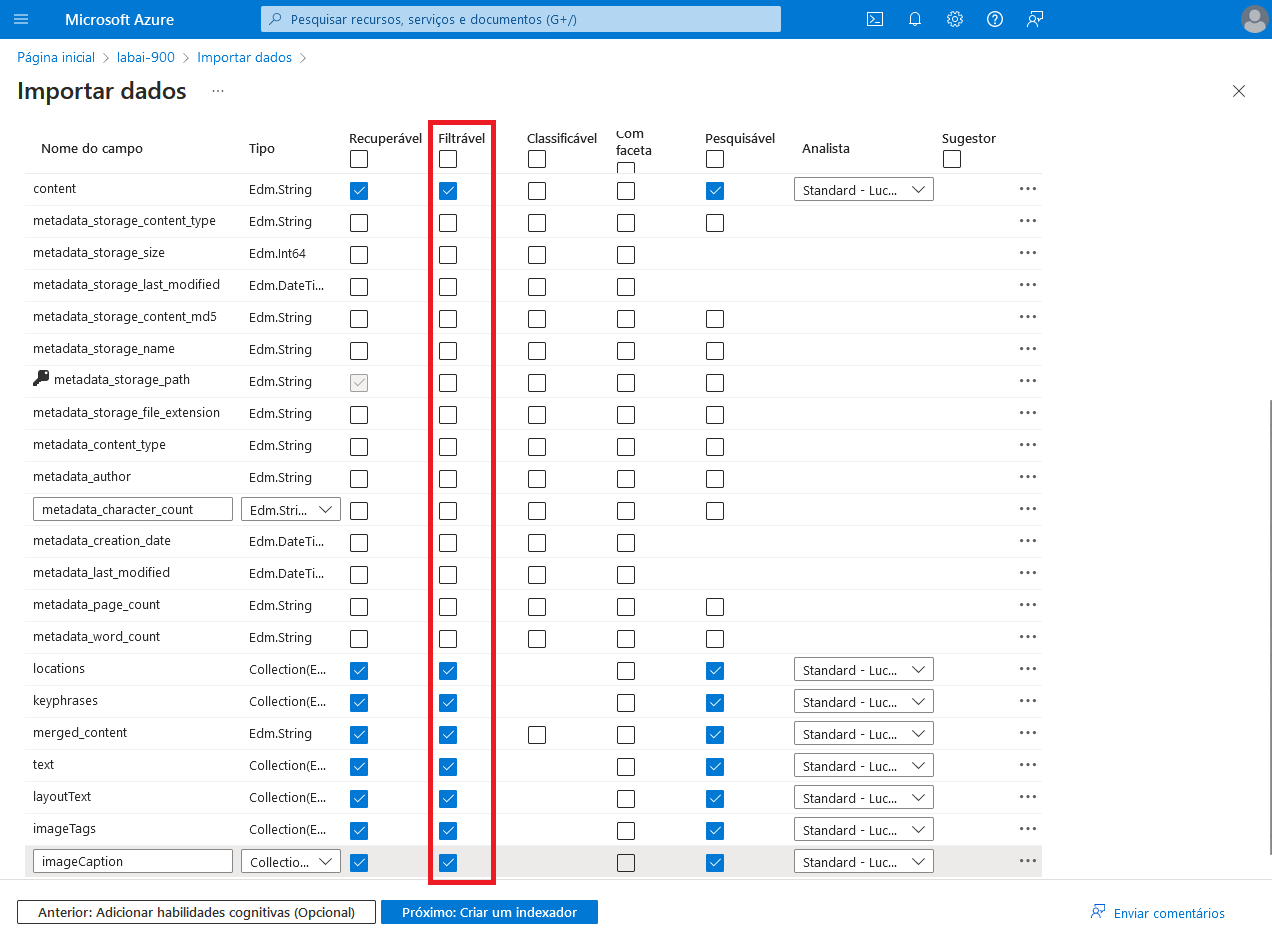 Microsoft Azure
Pesquisar recursos, serviços e documentos (G+/)
Página inicial > labai-900 > Importar dados >
Importar dados ...
Nome do campo Tipo Recuperável Filtrável Classificável Com faceta Pesquisável Analista Sugestor
content Edm.String Standard - Luc... ...
metadata_storage_content_type Edm.String ...
metadata_storage_size Edm.Int64 ...
metadata_storage_last_modified Edm.DateTi... ...
metadata_storage_content_md5 Edm.String ...
metadata_storage_name Edm.String ...
metadata_storage_path Edm.String ...
metadata_storage_file_extension Edm.String ...
metadata_content_type Edm.String ...
metadata_author Edm.String ...
metadata_character_count Edm.Stri... ...
metadata_creation_date Edm.DateTi... ...
metadata_last_modified Edm.DateTi... ...
metadata_page_count Edm.String ...
metadata_word_count Edm.String ...
locations Collection(E... Standard - Luc... ...
keyphrases Collection(E... Standard - Luc... ...
merged_content Edm.String Standard - Luc... ...
text Collection(E... Standard - Luc... ...
layoutText Collection(E... Standard - Luc... ...
imageTags Collection(E... Standard - Luc... ...
imageCaption Collectio... Standard - Luc... ...
Anterior: Adicionar habilidades cognitivas (Opcional) Próximo: Criar um indexador Enviar comentários